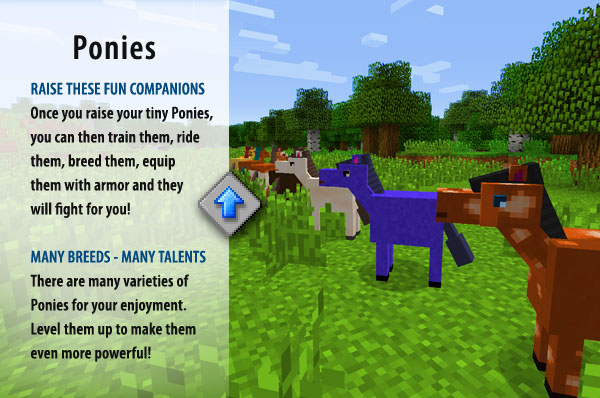 Ponies
RAISE THESE FUN COMPANIONS
Once you raise your tiny Ponies,
you can then train them, ride
them, breed them, equip
them with armor and they
will fight for you!
MANY BREEDS - MANY TALENTS
There are many varieties of
Ponies for your enjoyment.
Level them up to make them
even more powerful!